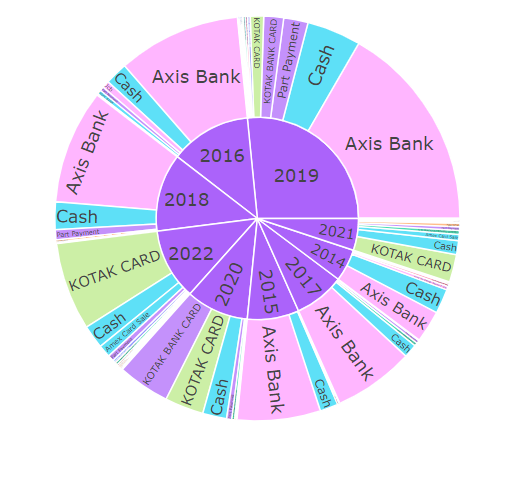 2019
Axis Bank
Cash
Part Payment
KOTAK BANK CARD
KOTAK CARD
2016
Axis Bank
Cash
2018
Axis Bank
Cash
Part Payment
2022
KOTAK CARD
Cash
Amex Card Sale
2020
KOTAK BANK CARD
KOTAK CARD
Cash
2015
Axis Bank
Cash
2017
Axis Bank
Cash
2014
Axis Bank
Cash
2021
KOTAK CARD
Cash